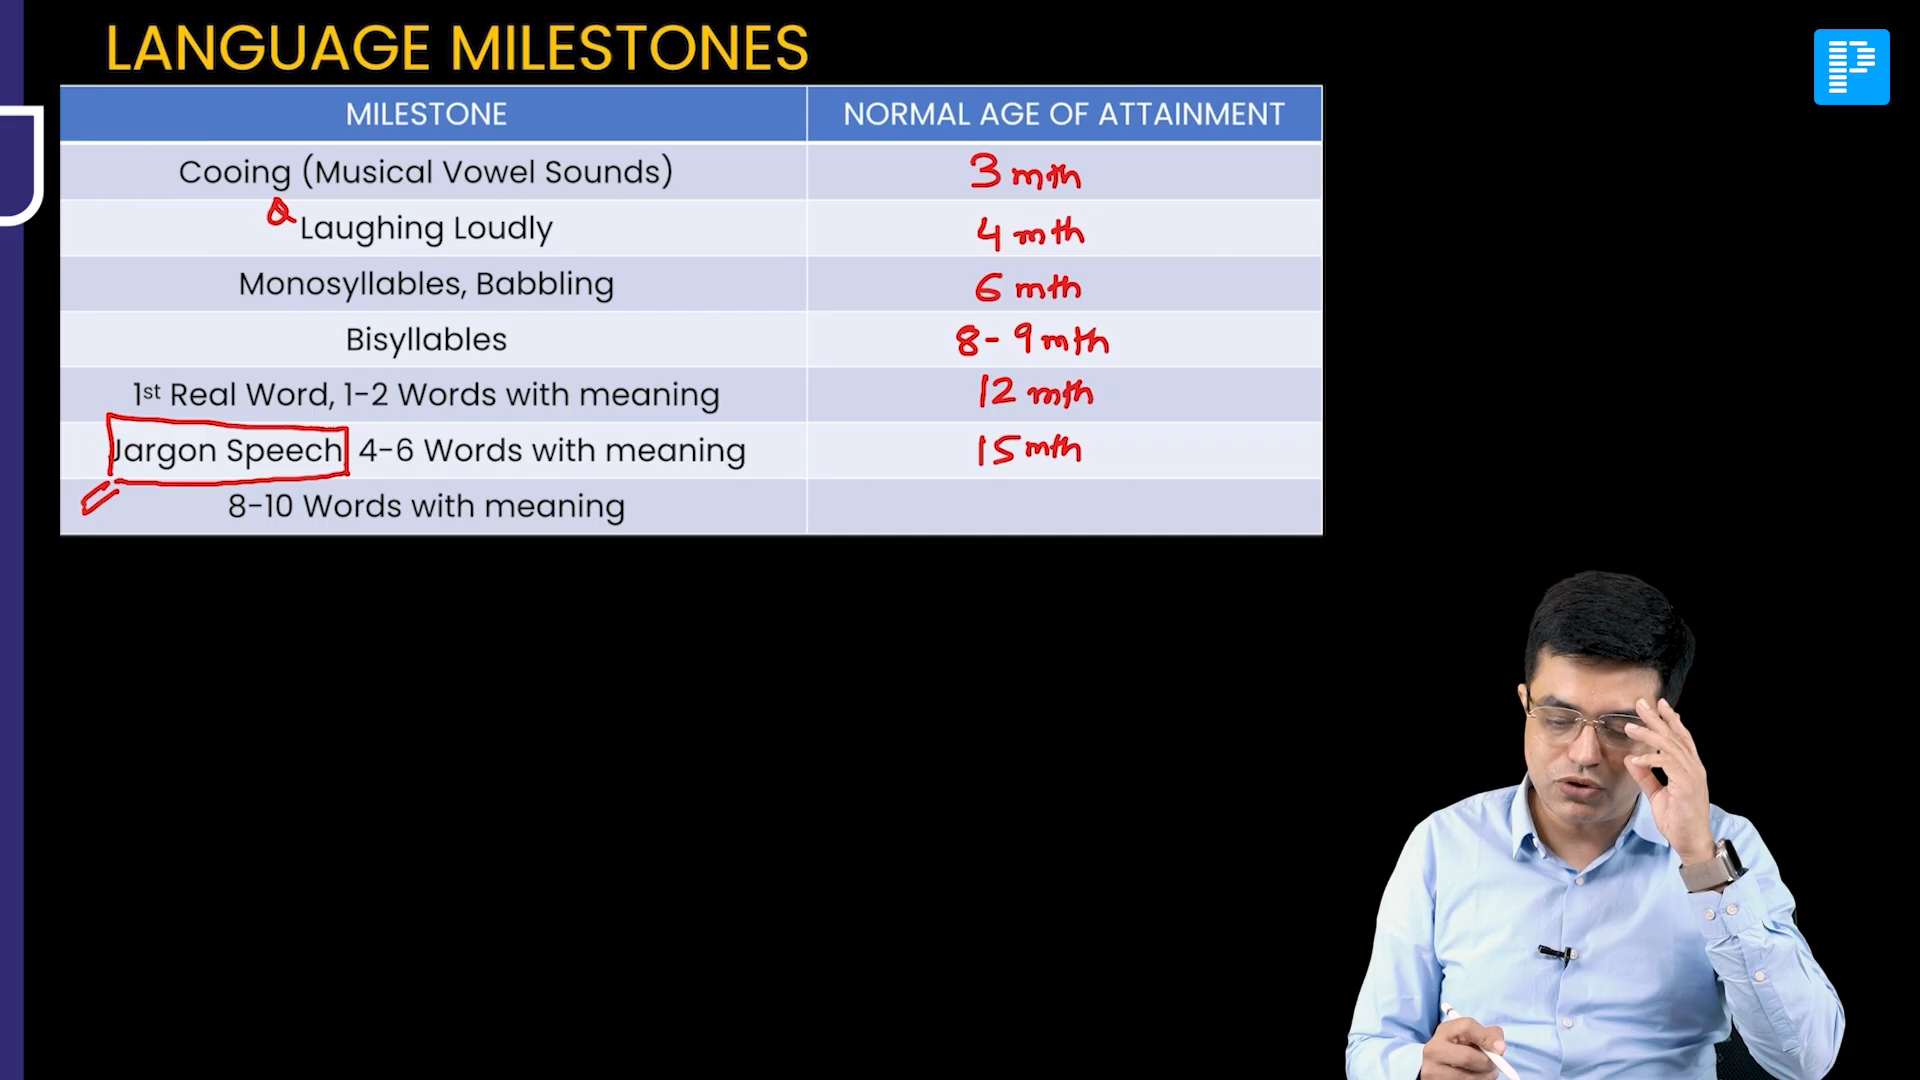 LANGUAGE MILESTONES
MILESTONE NORMAL AGE OF ATTAINMENT
Cooing (Musical Vowel Sounds) 3 mth
Laughing Loudly 4 mth
Monosyllables, Babbling 6 mth
Bisyllables 8-9 mth
1st Real Word, 1-2 Words with meaning 12 mth
Jargon Speech 4-6 Words with meaning 15 mth
8-10 Words with meaning